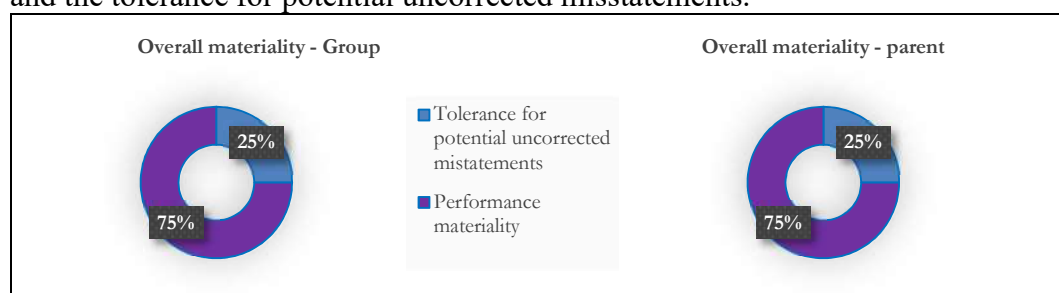 and the tolerance for potential uncorrected misstatements.
Overall materiality - Group
25%
75%
Tolerance for
potential uncorrected
mistatements
Performance
materiality
Overall materiality - parent
25%
75%